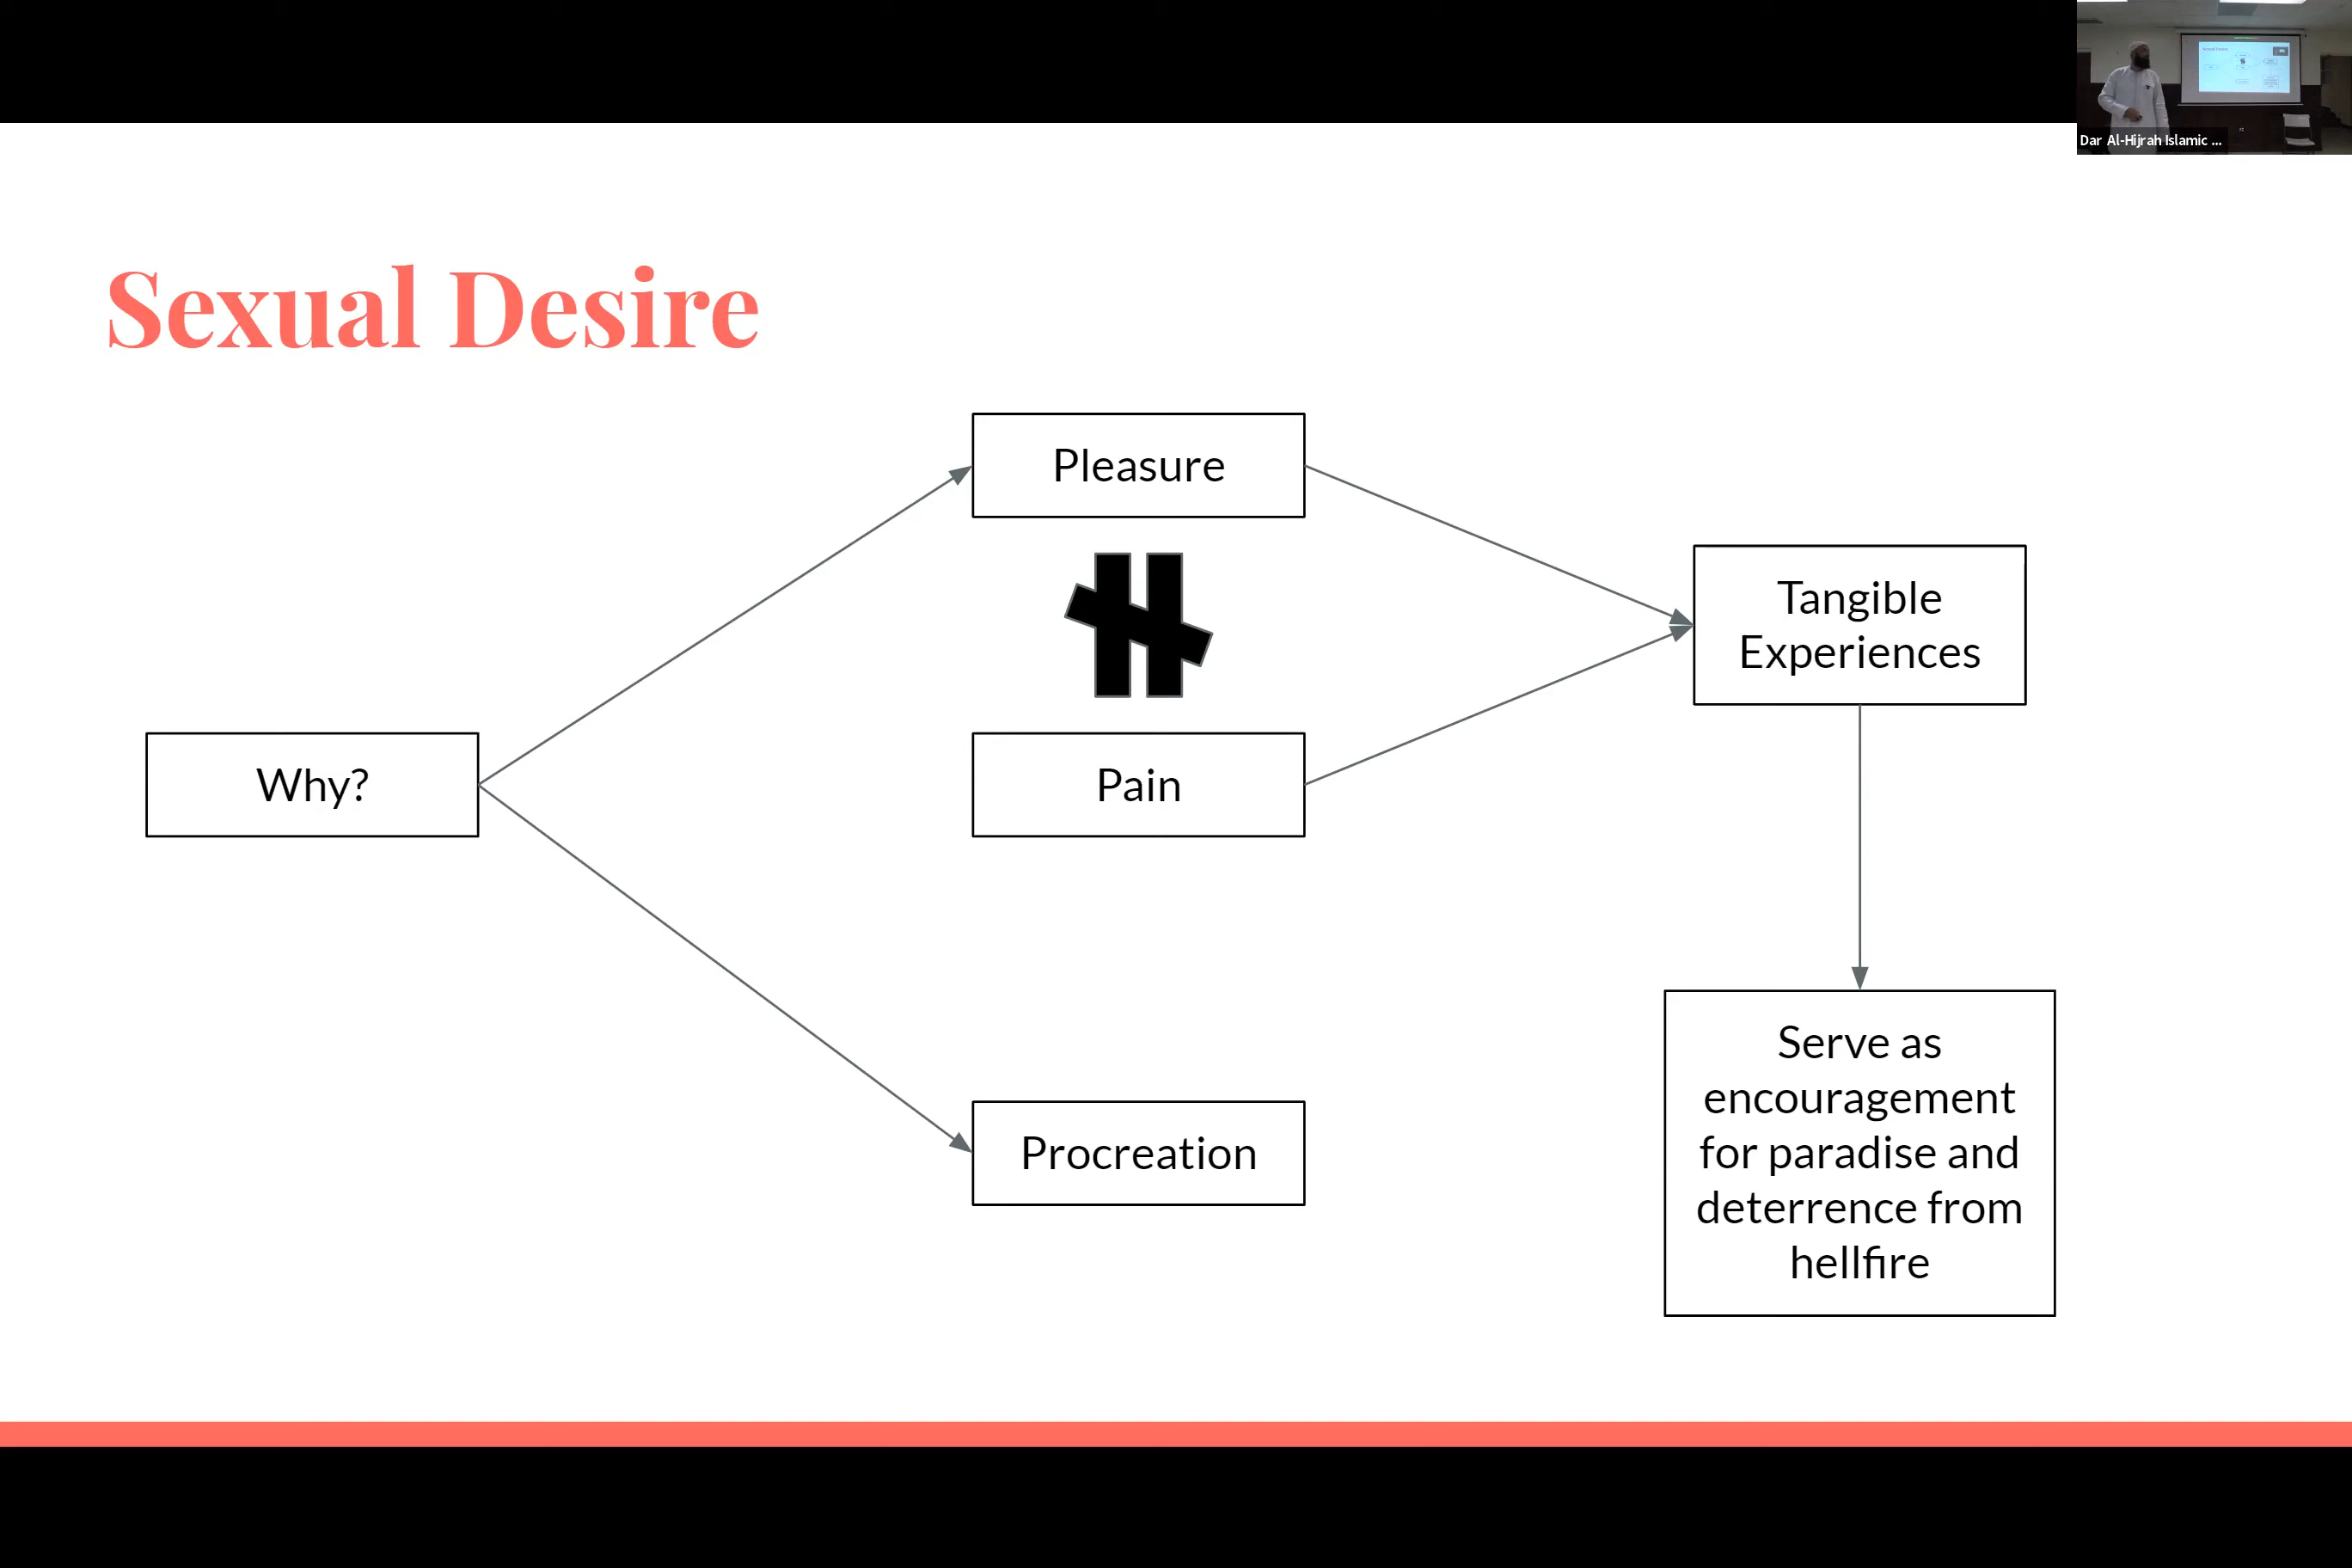 Dar Al-Hijrah Islamic ...
Sexual Desire
Pleasure
Tangible
Experiences
Why?
Pain
Serve as
encouragement
for paradise and
deterrence from
hellfire
Procreation